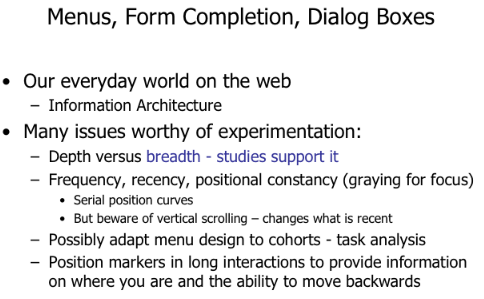 Menus, Form Completion, Dialog Boxes
• Our everyday world on the web
– Information Architecture
• Many issues worthy of experimentation:
– Depth versus breadth - studies support it
– Frequency, recency, positional constancy (graying for focus)
• Serial position curves
• But beware of vertical scrolling – changes what is recent
– Possibly adapt menu design to cohorts - task analysis
– Position markers in long interactions to provide information
on where you are and the ability to move backwards